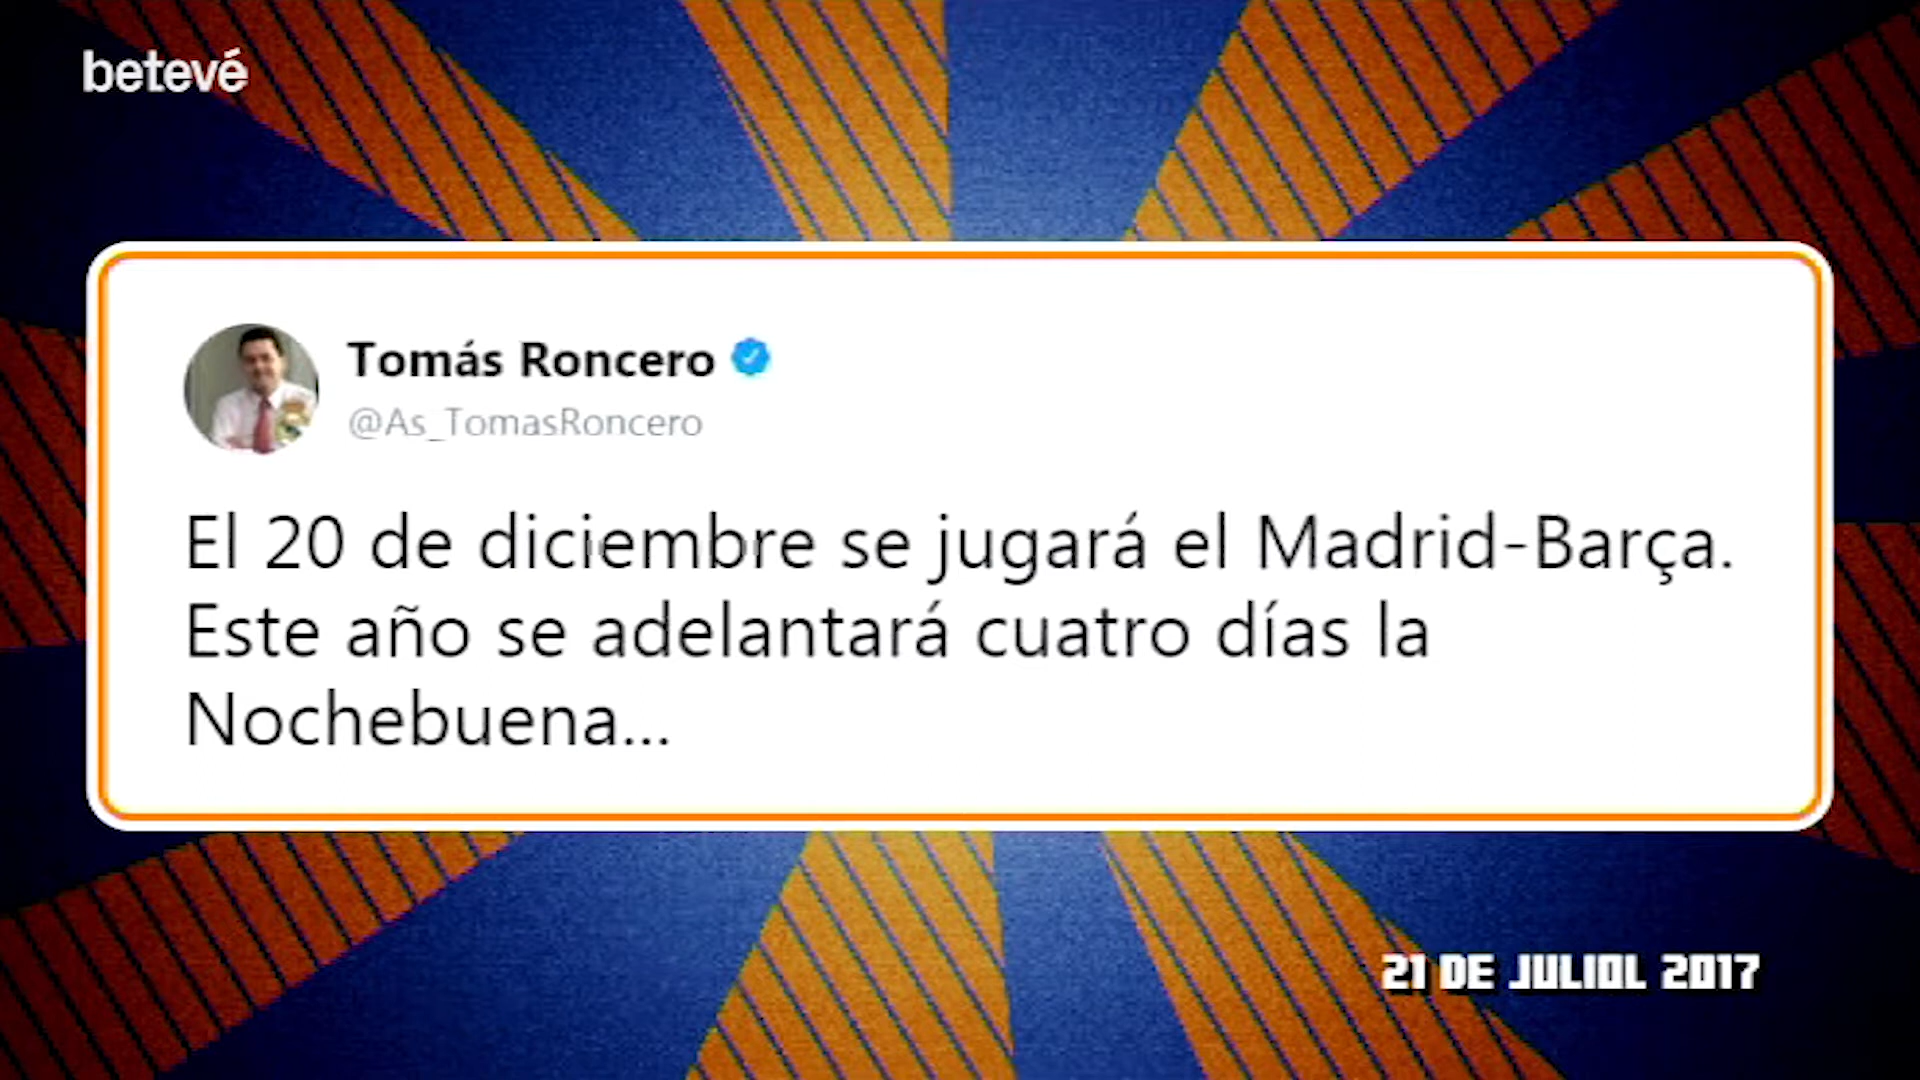 betevé
Tomás Roncero
@As_TomasRoncero
El 20 de diciembre se jugará el Madrid-Barça.
Este año se adelantará cuatro días la
Nochebuena...
21 DE JULIOL 2017